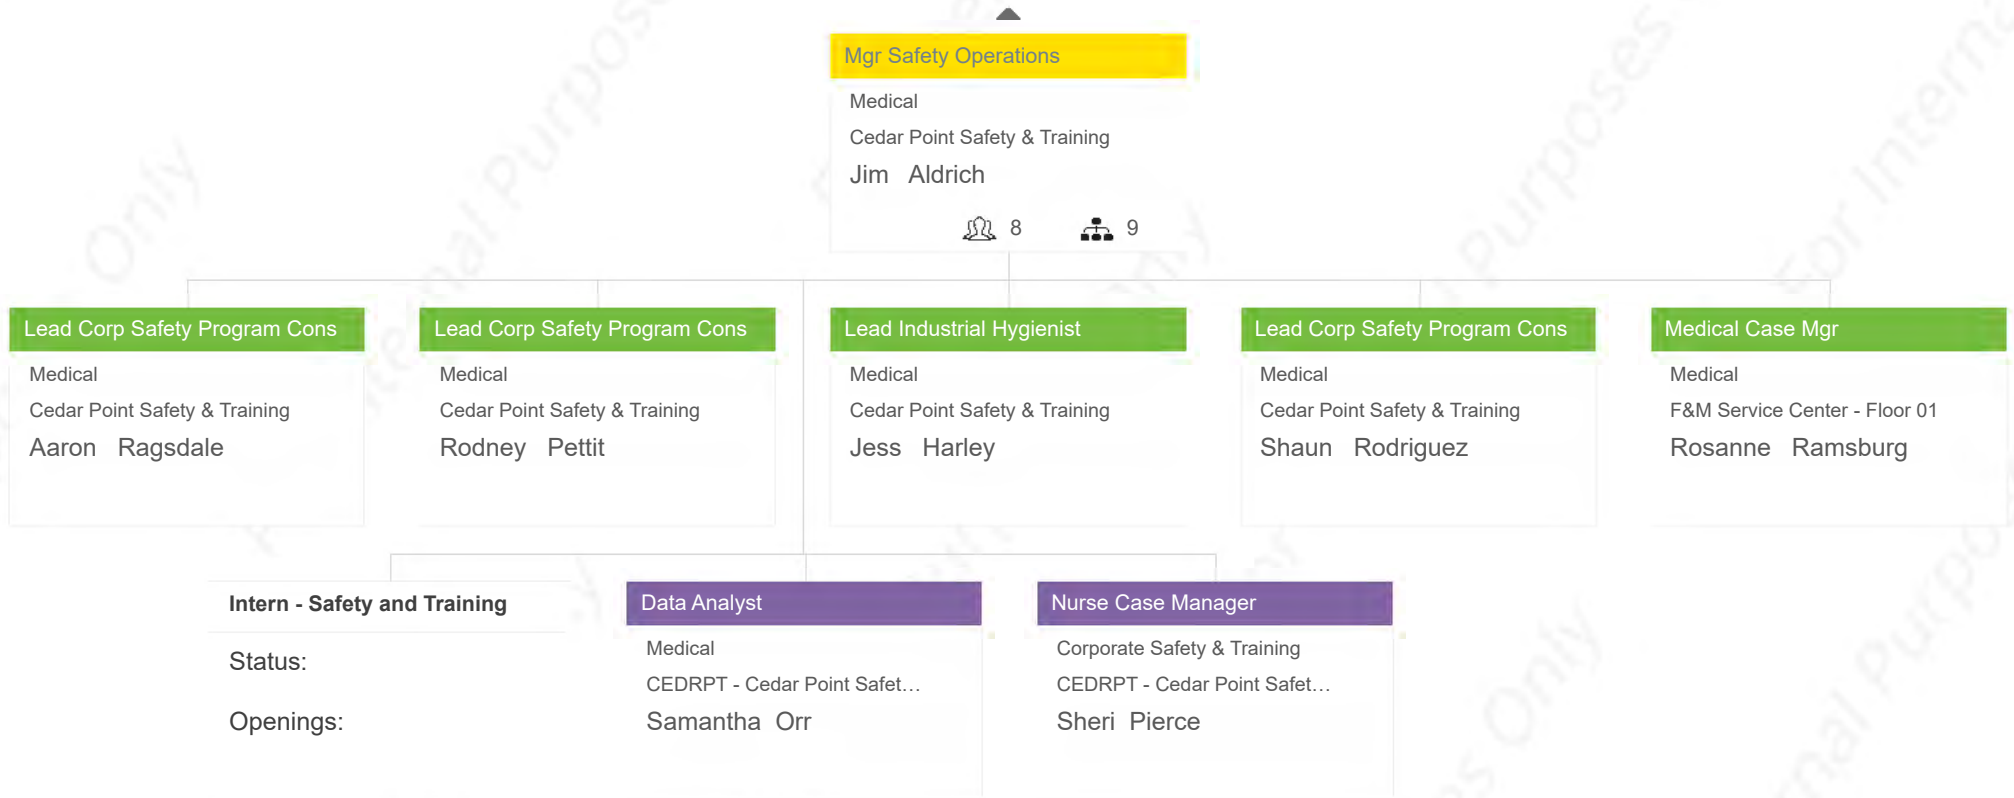 Mgr Safety Operations
Medical
Cedar Point Safety & Training
Jim Aldrich
8 9
Lead Corp Safety Program Cons
Medical
Cedar Point Safety & Training
Aaron Ragsdale
Lead Corp Safety Program Cons
Medical
Cedar Point Safety & Training
Rodney Pettit
Lead Industrial Hygienist
Medical
Cedar Point Safety & Training
Jess Harley
Lead Corp Safety Program Cons
Medical
Cedar Point Safety & Training
Shaun Rodriguez
Medical Case Mgr
Medical
F&M Service Center - Floor 01
Rosanne Ramsburg
Intern - Safety and Training
Status:
Openings:
Data Analyst
Medical
CEDRPT - Cedar Point Safet…
Samantha Orr
Nurse Case Manager
Corporate Safety & Training
CEDRPT - Cedar Point Safet…
Sheri Pierce